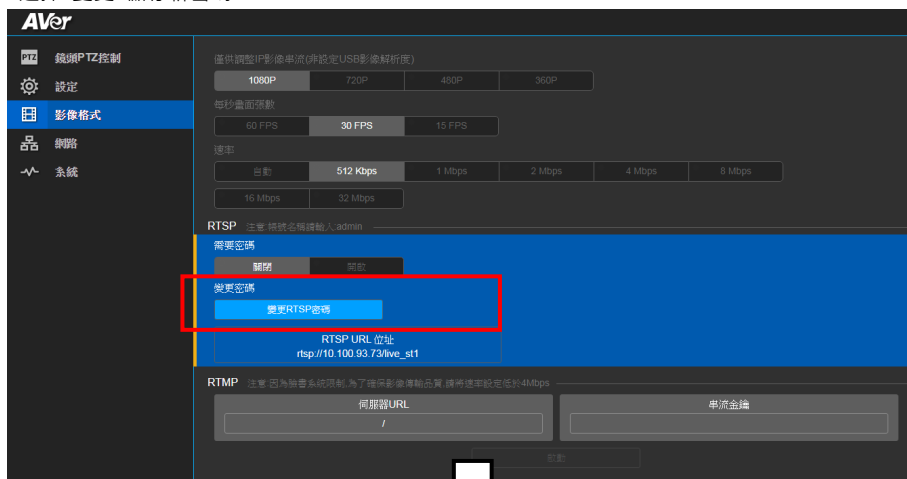 AVer
PTZ 鏡頭PTZ控制
設定
影像格式
網路
系統
僅供調整IP影像串流(非設定USB影像解析度)
1080P 720P 480P 360P
每秒畫面張數
60 FPS 30 FPS 15 FPS
速率
自動 512 Kbps 1 Mbps 2 Mbps 4 Mbps 8 Mbps
16 Mbps 32 Mbps
RTSP 注意:帳號名稱請輸入:admin
需要密碼
關閉 開啟
變更密碼
變更RTSP密碼
RTSP URL 位址
rtsp://10.100.93.73/live_st1
RTMP 注意:因為臉書系統限制,為了確保影像傳輸品質,請將速率設定低於4Mbps
伺服器URL 串流金鑰
/
啟動